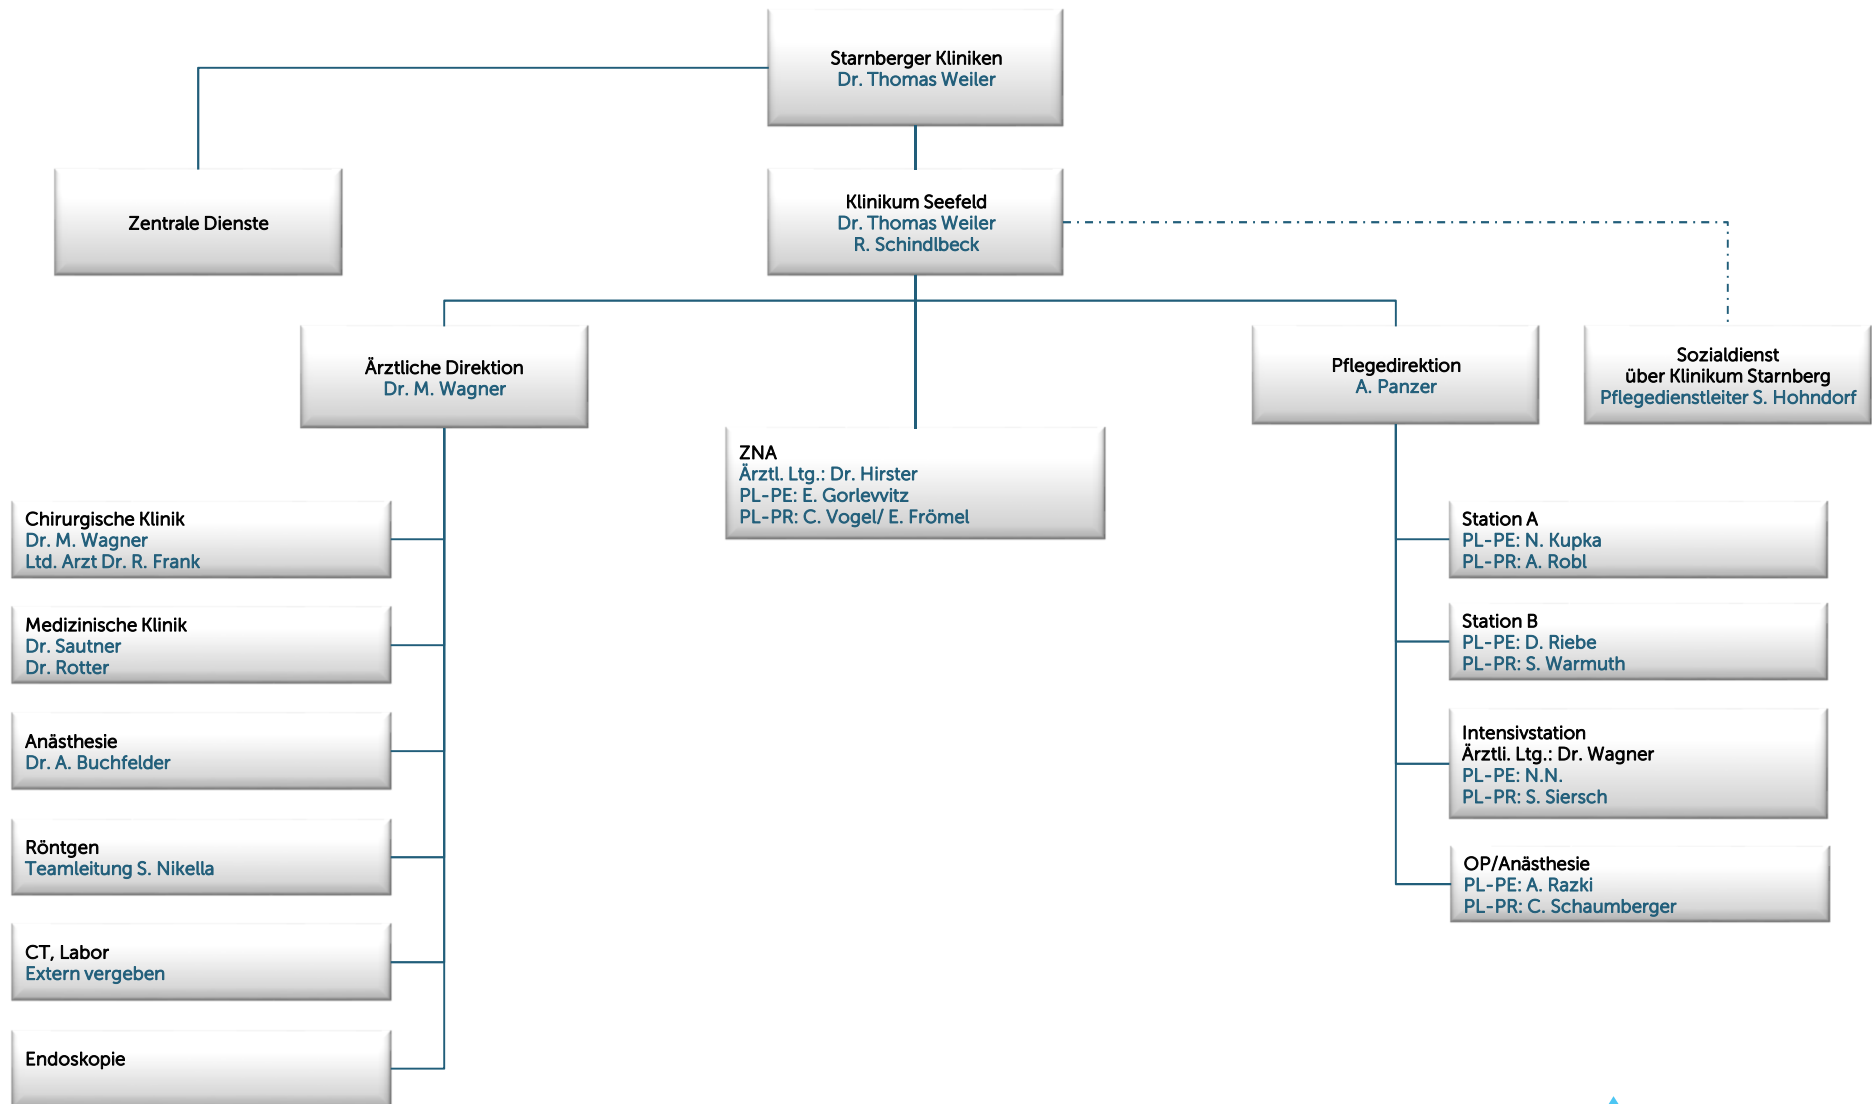 Starnberger Kliniken
Dr. Thomas Weiler
Zentrale Dienste
Klinikum Seefeld
Dr. Thomas Weiler
R. Schindlbeck
Ärztliche Direktion
Dr. M. Wagner
Pflegedirektion
A. Panzer
Sozialdienst
über Klinikum Starnberg
Pflegedienstleiter S. Hohndorf
ZNA
Ärztl. Ltg.: Dr. Hirster
PL-PE: E. Gorlevvitz
PL-PR: C. Vogel/ E. Frömel
Chirurgische Klinik
Dr. M. Wagner
Ltd. Arzt Dr. R. Frank
Medizinische Klinik
Dr. Sautner
Dr. Rotter
Anästhesie
Dr. A. Buchfelder
Röntgen
Teamleitung S. Nikella
CT, Labor
Extern vergeben
Endoskopie
Station A
PL-PE: N. Kupka
PL-PR: A. Robl
Station B
PL-PE: D. Riebe
PL-PR: S. Warmuth
Intensivstation
Ärztli. Ltg.: Dr. Wagner
PL-PE: N.N.
PL-PR: S. Siersch
OP/Anästhesie
PL-PE: A. Razki
PL-PR: C. Schaumberger